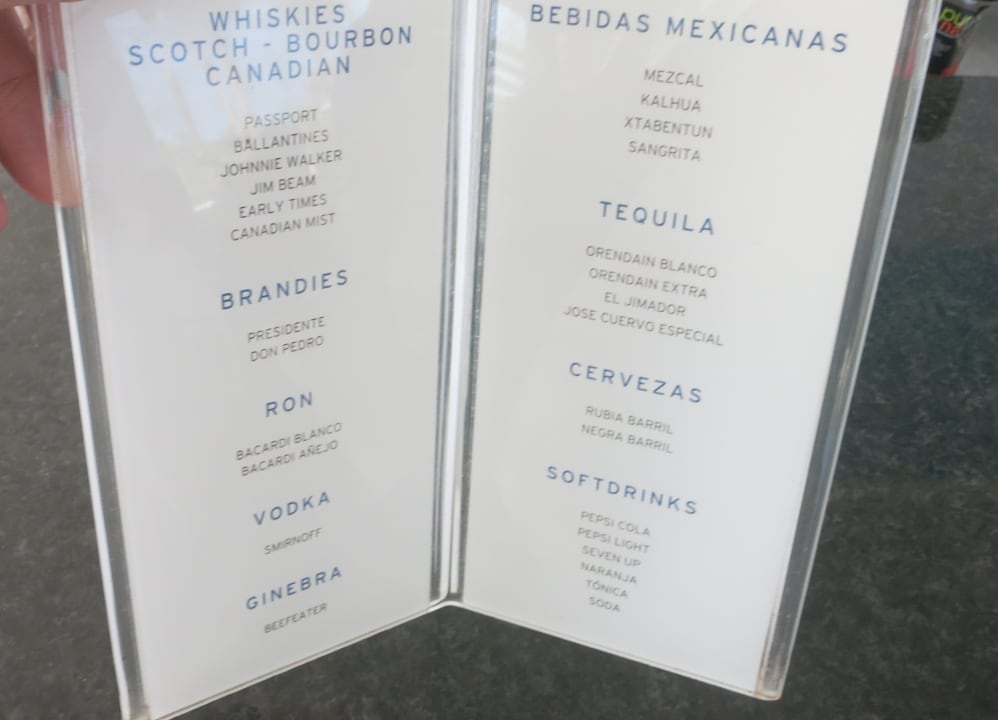 WHISKIES
SCOTCH - BOURBON
CANADIAN
PASSPORT
BALLANTINES
JOHNNIE WALKER
JIM BEAM
EARLY TIMES
CANADIAN MIST
BRANDIES
PRESIDENTE
DON PEDRO
RON
BACARDI BLANCO
BACARDI AÑEJO
VODKA
SMIRNOFF
GINEBRA
BEEFEATER
BEBIDAS MEXICANAS
MEZCAL
KALHUA
XTABENTUN
SANGRITA
TEQUILA
ORENDAIN BLANCO
ORENDAIN EXTRA
EL JIMADOR
JOSE CUERVO ESPECIAL
CERVEZAS
RUBIA BARRIL
NEGRA BARRIL
SOFTDRINKS
PEPSI COLA
PEPSI LIGHT
SEVEN UP
NARANJA
TÓNICA
SODA